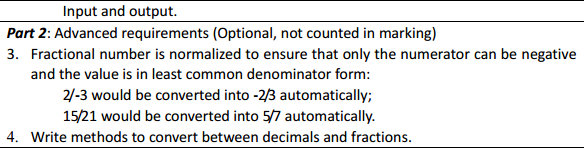 Input and output.
Part 2: Advanced requirements (Optional, not counted in marking)
3. Fractional number is normalized to ensure that only the numerator can be negative
and the value is in least common denominator form:
2/-3 would be converted into -2/3 automatically;
15/21 would be converted into 5/7 automatically.
4. Write methods to convert between decimals and fractions.